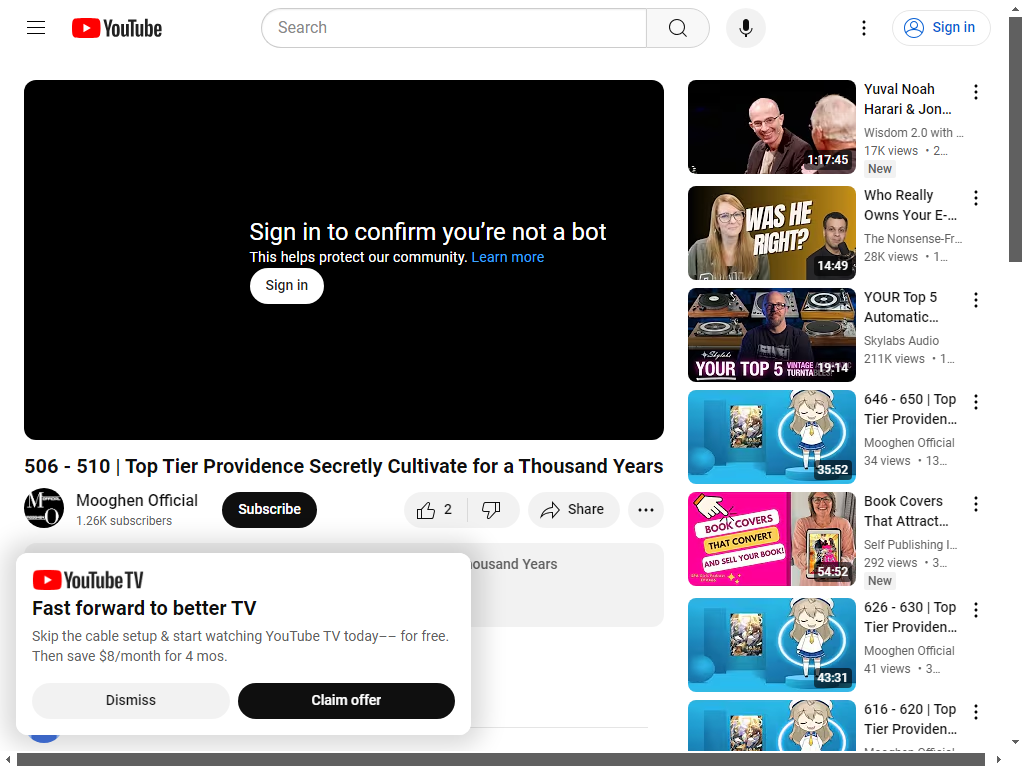 YouTube
Search
Sign in
Sign in to confirm you’re not a bot
This helps protect our community. Learn more
Sign in
506 - 510 | Top Tier Providence Secretly Cultivate for a Thousand Years
Mooghen Official
1.26K subscribers
Subscribe
2
Share
housand Years
YouTube TV
Fast forward to better TV
Skip the cable setup & start watching YouTube TV today–– for free.
Then save $8/month for 4 mos.
Dismiss
Claim offer
1:17:45
Yuval Noah
Harari & Jon…
Wisdom 2.0 with …
17K views • 2…
New
WAS HE
RIGHT?
14:49
Who Really
Owns Your E-…
The Nonsense-Fr…
28K views • 1…
Skylabs
YOUR TOP 5
VINTAGE
19:14
YOUR Top 5
Automatic…
Skylabs Audio
211K views • 1…
35:52
646 - 650 | Top
Tier Providen…
Mooghen Official
34 views • 13…
BOOK COVERS
THAT CONVERT
AND SELL YOUR BOOK!
54:52
Book Covers
That Attract…
Self Publishing I…
292 views • 3…
New
43:31
626 - 630 | Top
Tier Providen…
Mooghen Official
41 views • 3…
616 - 620 | Top
Tier Providen…
Mooghen Official